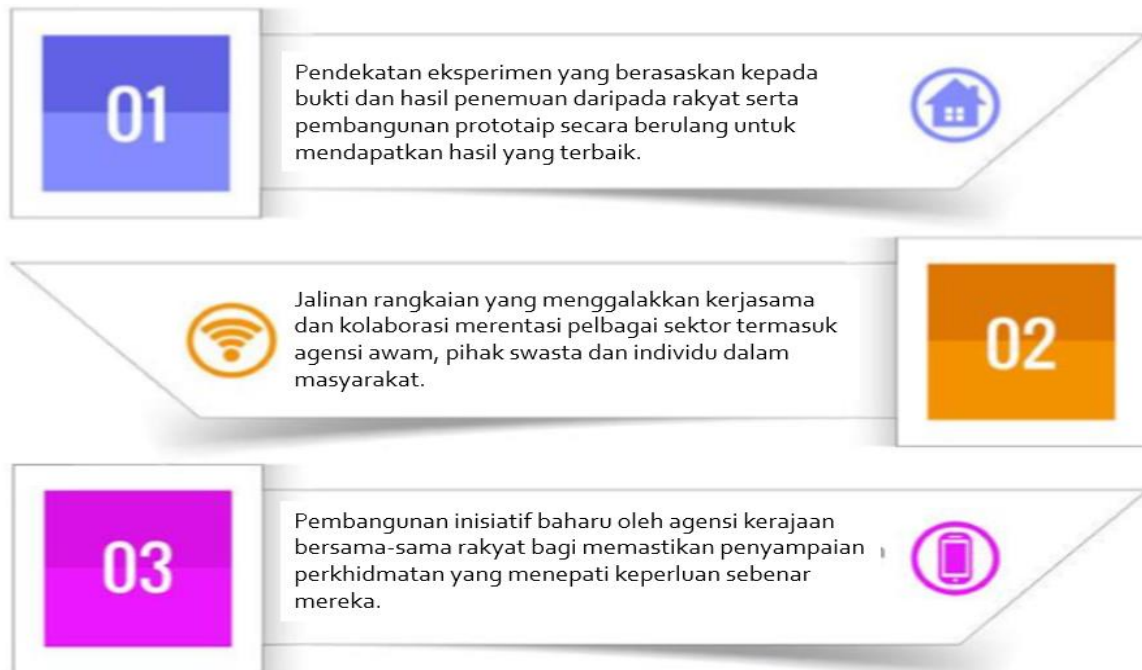 01
Pendekatan eksperimen yang berasaskan kepada
bukti dan hasil penemuan daripada rakyat serta
pembangunan prototaip secara berulang untuk
mendapatkan hasil yang terbaik.
Jalinan rangkaian yang menggalakkan kerjasama
dan kolaborasi merentasi pelbagai sektor termasuk
agensi awam, pihak swasta dan individu dalam
masyarakat.
02
03
Pembangunan inisiatif baharu oleh agensi kerajaan
bersama-sama rakyat bagi memastikan penyampaian
perkhidmatan yang menepati keperluan sebenar
mereka.